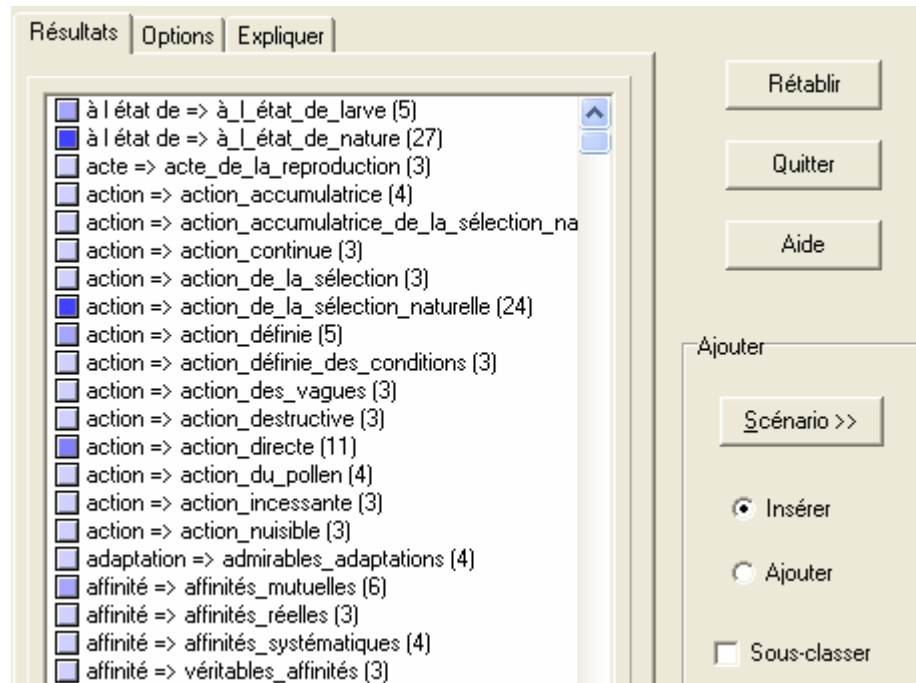 Résultats
Options
Expliquer
à l état de => à_l_état_de_larve (5)
à l état de => à_l_état_de_nature (27)
acte => acte_de_la_reproduction (3)
action => action_accumulatrice (4)
action => action_accumulatrice_de_la_sélection_na
action => action_continue (3)
action => action_de_la_sélection (3)
action => action_de_la_sélection_naturelle (24)
action => action_définie (5)
action => action_définie_des_conditions (3)
action => action_des_vagues (3)
action => action_destructive (3)
action => action_directe (11)
action => action_du_pollen (4)
action => action_incessante (3)
action => action_nuisible (3)
adaptation => admirables_adaptations (4)
affinité => affinités_mutuelles (6)
affinité => affinités_réelles (3)
affinité => affinités_systématiques (4)
affinité => véritables_affinités (3)
Rétablir
Quitter
Aide
Ajouter
Scénario >>
Insérer
Ajouter
Sous-classer